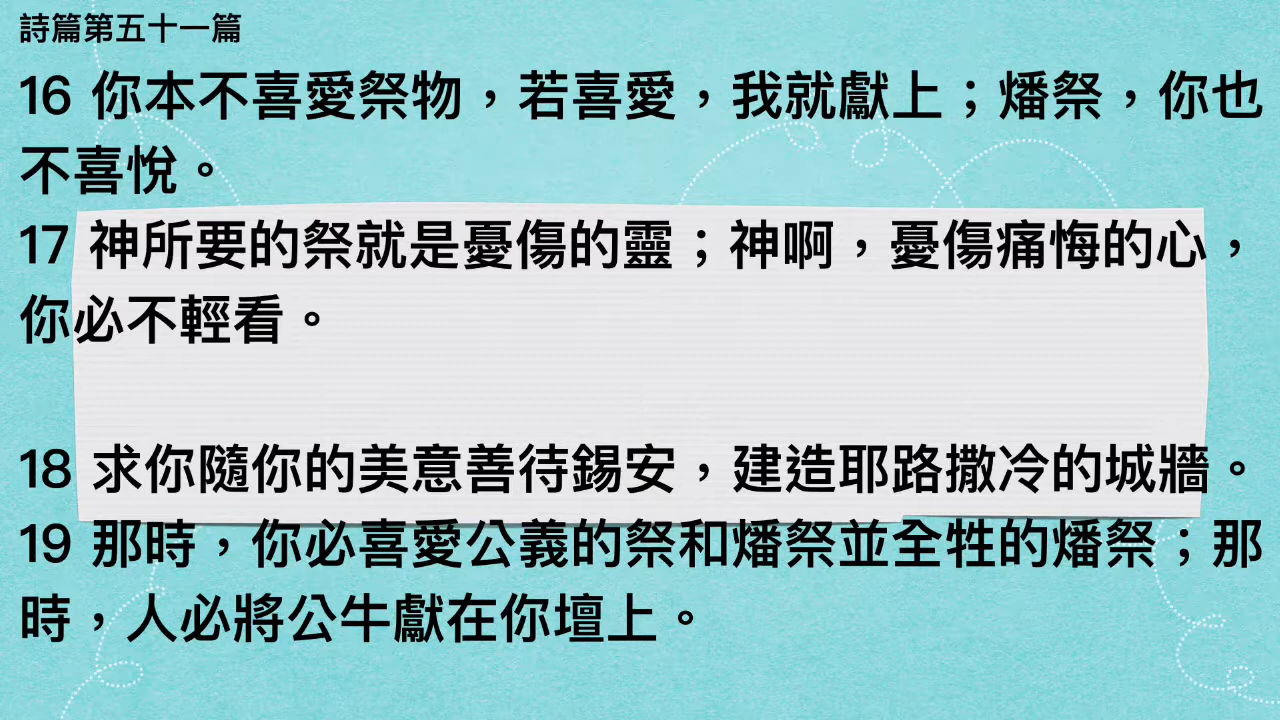 詩篇第五十一篇
16 你本不喜愛祭物，若喜愛，我就獻上；燔祭，你也
不喜悅。
17 神所要的祭就是憂傷的靈；神啊，憂傷痛悔的心，
你必不輕看。
18 求你隨你的美意善待錫安，建造耶路撒冷的城牆。
19 那時，你必喜愛公義的祭和燔祭並全牲的燔祭；那
時，人必將公牛獻在你壇上。